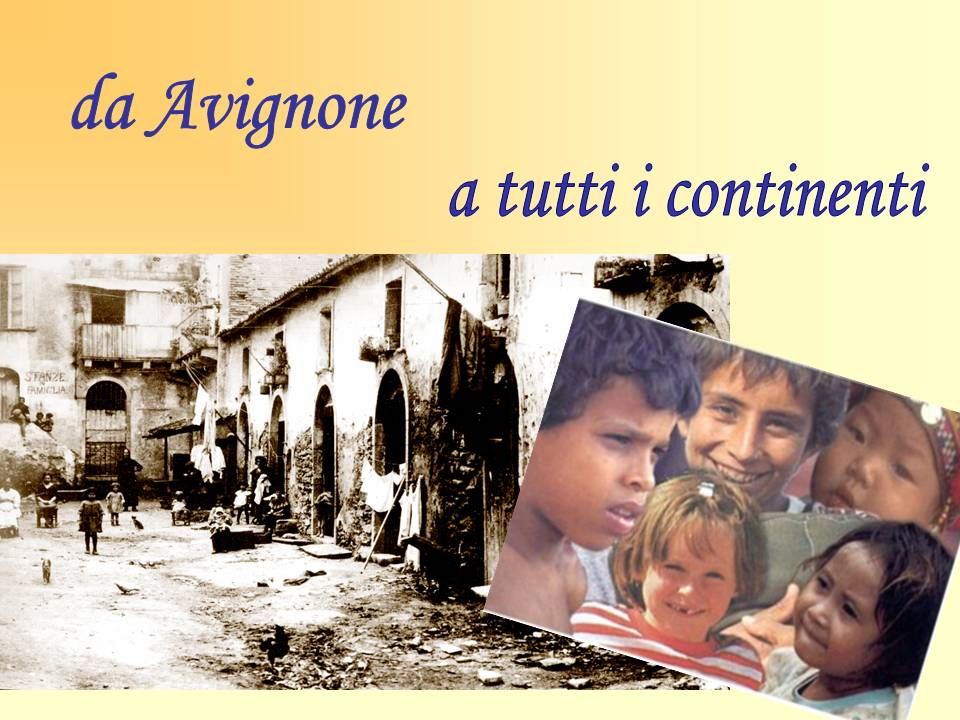 da Avignone
a tutti i continenti
STANZE
FAMIGLIA